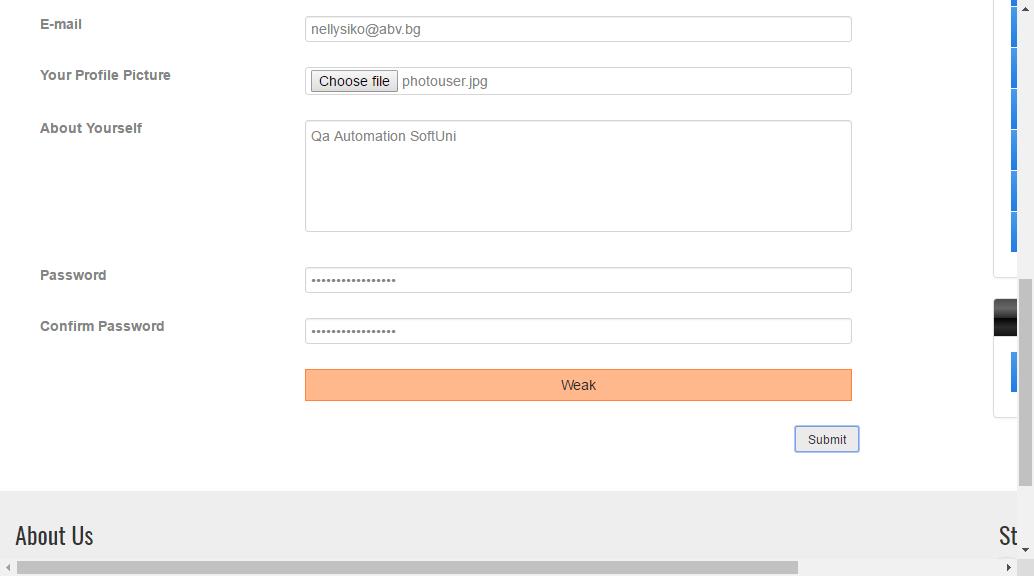 E-mail
nellysiko@abv.bg
Your Profile Picture
Choose file photouser.jpg
About Yourself
Qa Automation SoftUni
Password
•••••••••••••••••
Confirm Password
•••••••••••••••••
Weak
Submit
About Us
St